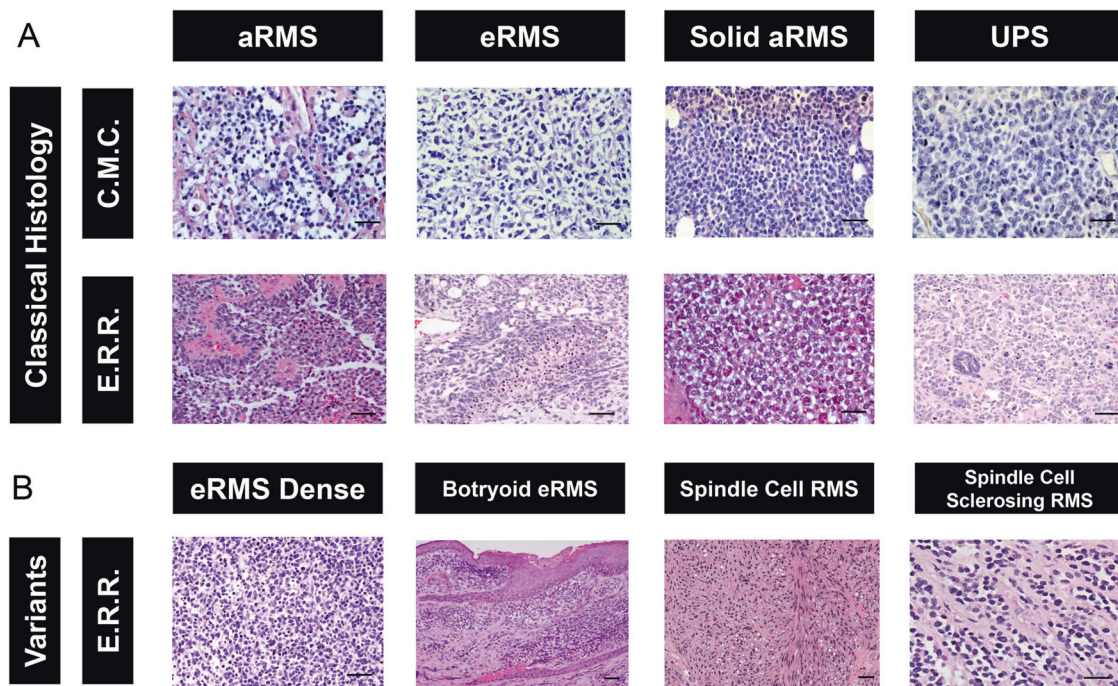 A
aRMS
eRMS
Solid aRMS
UPS
Classical Histology
C.M.C.
E.R.R.
B
eRMS Dense
Botryoid eRMS
Spindle Cell RMS
Spindle Cell
Sclerosing RMS
Variants
E.R.R.